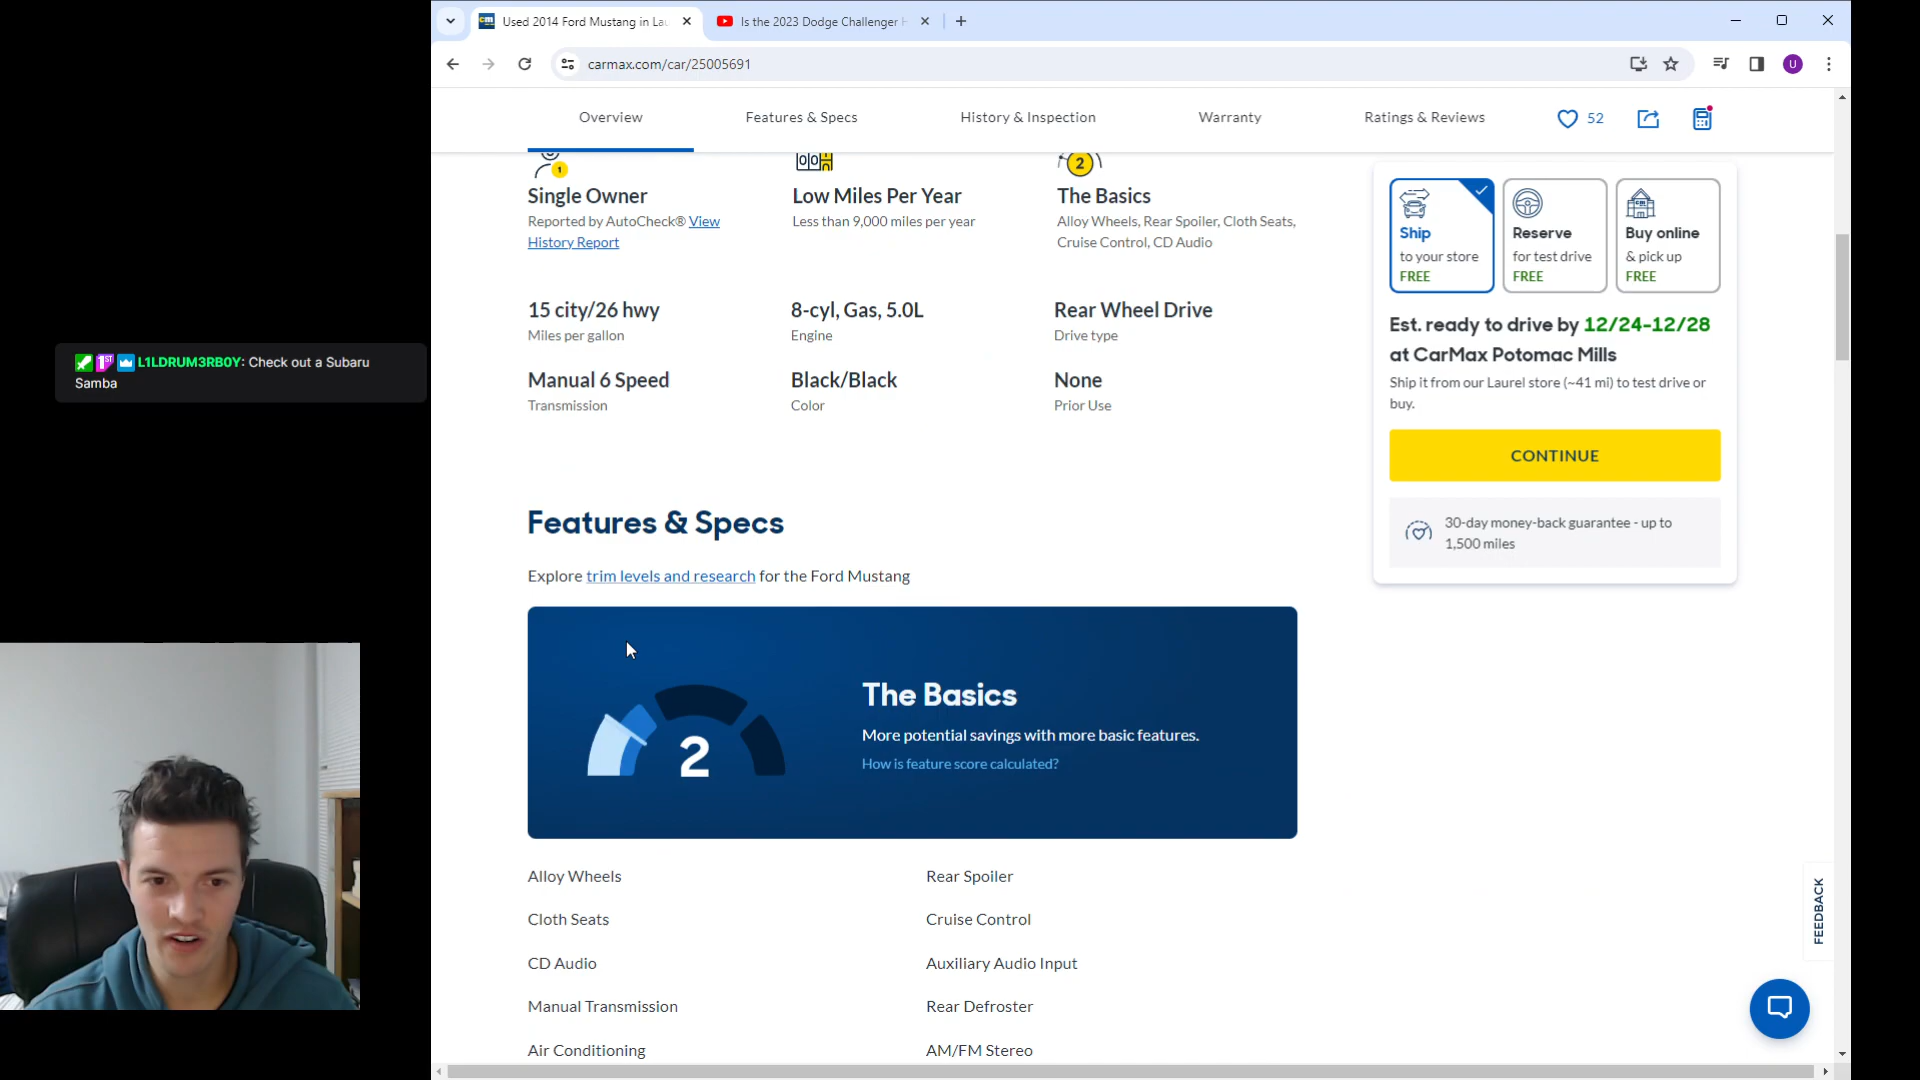 Used 2014 Ford Mustang in Lau
Is the 2023 Dodge Challenger H
carmax.com/car/25005691
U
Overview
Features & Specs
History & Inspection
Warranty
Ratings & Reviews
52
1
2
Single Owner
Reported by AutoCheck® View
History Report
Low Miles Per Year
Less than 9,000 miles per year
The Basics
Alloy Wheels, Rear Spoiler, Cloth Seats,
Cruise Control, CD Audio
15 city/26 hwy
Miles per gallon
8-cyl, Gas, 5.0L
Engine
Rear Wheel Drive
Drive type
Manual 6 Speed
Transmission
Black/Black
Color
None
Prior Use
Ship
to your store
FREE
Reserve
for test drive
FREE
Buy online
& pick up
FREE
Est. ready to drive by 12/24-12/28
at CarMax Potomac Mills
Ship it from our Laurel store (~41 mi) to test drive or
buy.
CONTINUE
30-day money-back guarantee - up to
1,500 miles
L1LDRUM3RB0Y: Check out a Subaru
Samba
Features & Specs
Explore trim levels and research for the Ford Mustang
2
The Basics
More potential savings with more basic features.
How is feature score calculated?
Alloy Wheels
Rear Spoiler
Cloth Seats
Cruise Control
CD Audio
Auxiliary Audio Input
Manual Transmission
Rear Defroster
Air Conditioning
AM/FM Stereo
FEEDBACK